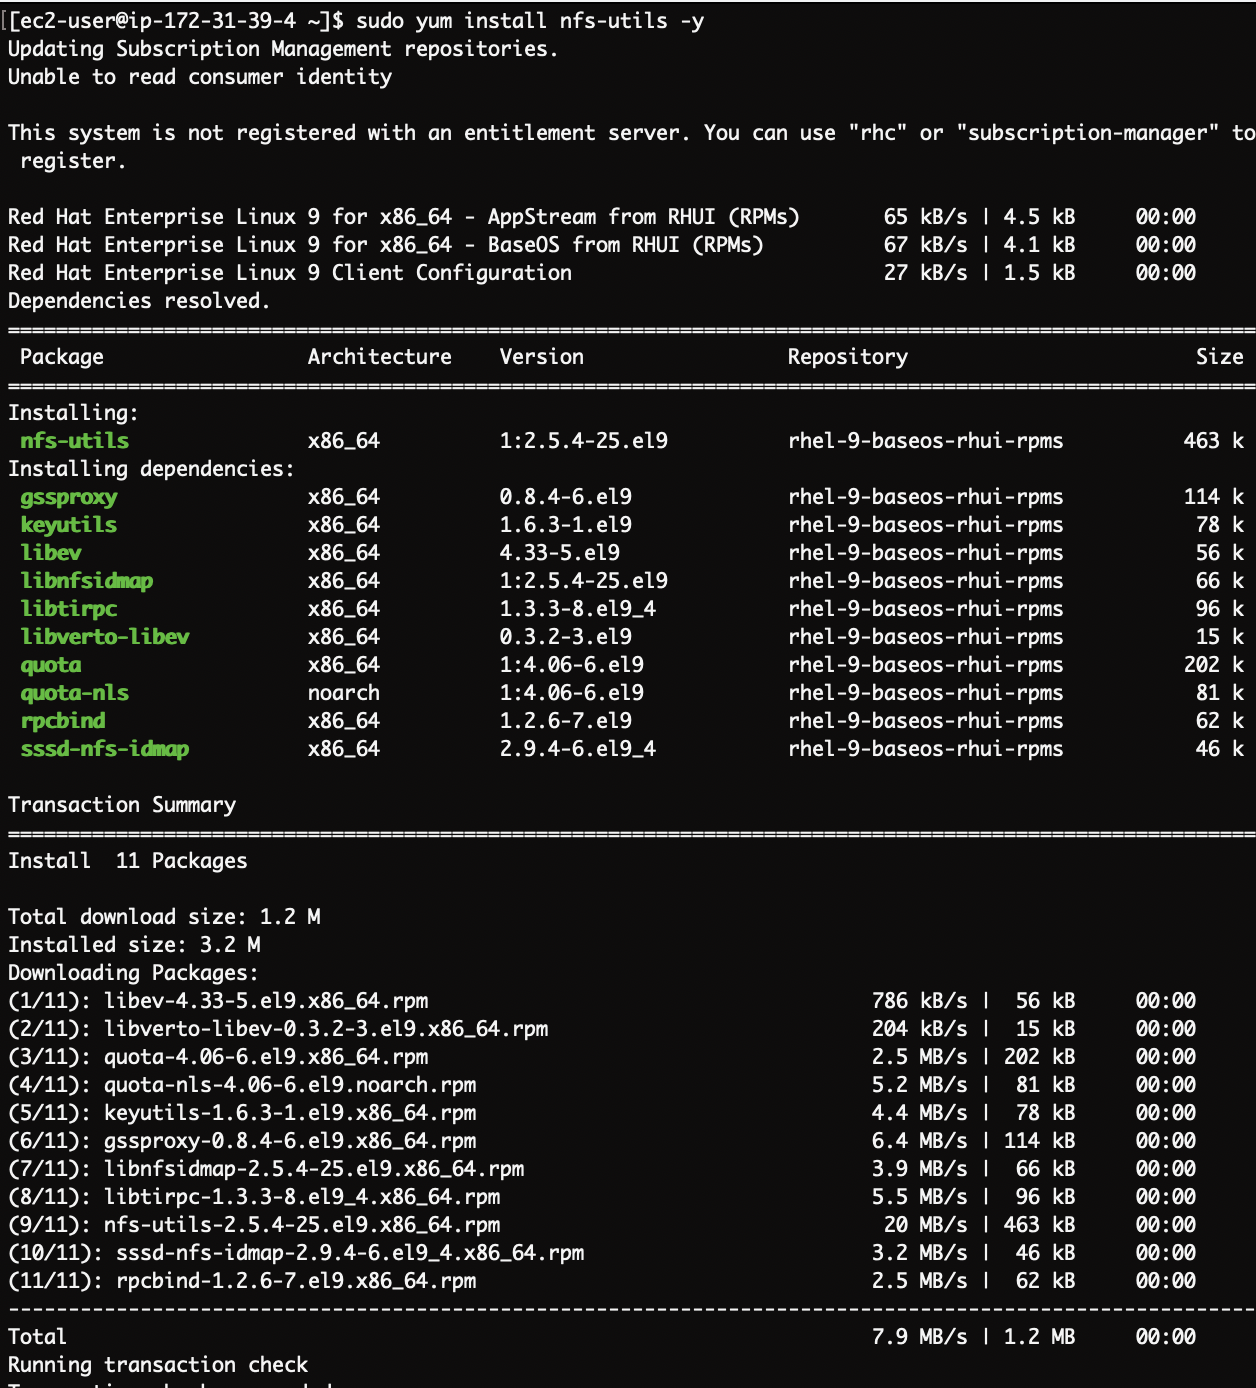 [[ec2-user@ip-172-31-39-4 ~]$ sudo yum install nfs-utils -y
Updating Subscription Management repositories.
Unable to read consumer identity
This system is not registered with an entitlement server. You can use "rhc" or "subscription-manager" to
register.
Red Hat Enterprise Linux 9 for x86_64 - AppStream from RHUI (RPMs) 65 kB/s | 4.5 kB 00:00
Red Hat Enterprise Linux 9 for x86_64 - BaseOS from RHUI (RPMs) 67 kB/s | 4.1 kB 00:00
Red Hat Enterprise Linux 9 Client Configuration 27 kB/s | 1.5 kB 00:00
Dependencies resolved.
========================================================================================================
Package Architecture Version Repository Size
========================================================================================================
Installing:
nfs-utils x86_64 1:2.5.4-25.el9 rhel-9-baseos-rhui-rpms 463 k
Installing dependencies:
gssproxy x86_64 0.8.4-6.el9 rhel-9-baseos-rhui-rpms 114 k
keyutils x86_64 1.6.3-1.el9 rhel-9-baseos-rhui-rpms 78 k
libev x86_64 4.33-5.el9 rhel-9-baseos-rhui-rpms 56 k
libnfsidmap x86_64 1:2.5.4-25.el9 rhel-9-baseos-rhui-rpms 66 k
libtirpc x86_64 1.3.3-8.el9_4 rhel-9-baseos-rhui-rpms 96 k
libverto-libev x86_64 0.3.2-3.el9 rhel-9-baseos-rhui-rpms 15 k
quota x86_64 1:4.06-6.el9 rhel-9-baseos-rhui-rpms 202 k
quota-nls noarch 1:4.06-6.el9 rhel-9-baseos-rhui-rpms 81 k
rpcbind x86_64 1.2.6-7.el9 rhel-9-baseos-rhui-rpms 62 k
sssd-nfs-idmap x86_64 2.9.4-6.el9_4 rhel-9-baseos-rhui-rpms 46 k
Transaction Summary
========================================================================================================
Install 11 Packages
Total download size: 1.2 M
Installed size: 3.2 M
Downloading Packages:
(1/11): libev-4.33-5.el9.x86_64.rpm 786 kB/s | 56 kB 00:00
(2/11): libverto-libev-0.3.2-3.el9.x86_64.rpm 204 kB/s | 15 kB 00:00
(3/11): quota-4.06-6.el9.x86_64.rpm 2.5 MB/s | 202 kB 00:00
(4/11): quota-nls-4.06-6.el9.noarch.rpm 5.2 MB/s | 81 kB 00:00
(5/11): keyutils-1.6.3-1.el9.x86_64.rpm 4.4 MB/s | 78 kB 00:00
(6/11): gssproxy-0.8.4-6.el9.x86_64.rpm 6.4 MB/s | 114 kB 00:00
(7/11): libnfsidmap-2.5.4-25.el9.x86_64.rpm 3.9 MB/s | 66 kB 00:00
(8/11): libtirpc-1.3.3-8.el9_4.x86_64.rpm 5.5 MB/s | 96 kB 00:00
(9/11): nfs-utils-2.5.4-25.el9.x86_64.rpm 20 MB/s | 463 kB 00:00
(10/11): sssd-nfs-idmap-2.9.4-6.el9_4.x86_64.rpm 3.2 MB/s | 46 kB 00:00
(11/11): rpcbind-1.2.6-7.el9.x86_64.rpm 2.5 MB/s | 62 kB 00:00
--------------------------------------------------------------------------------------------------------
Total 7.9 MB/s | 1.2 MB 00:00
Running transaction check